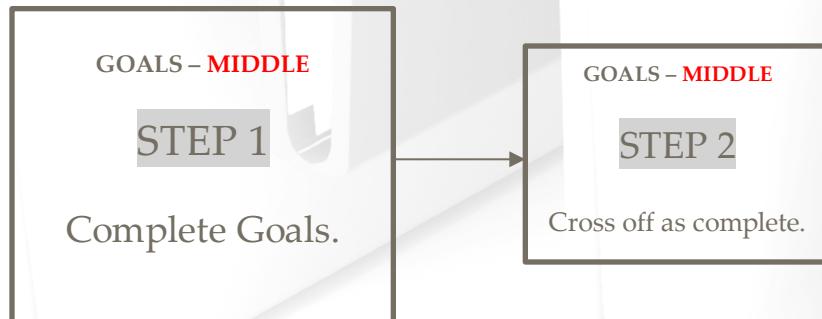 GOALS – MIDDLE
STEP 1
Complete Goals.
GOALS – MIDDLE
STEP 2
Cross off as complete.